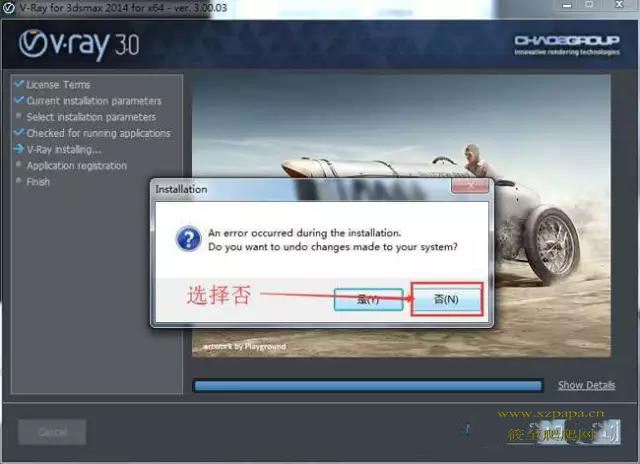 V-Ray for 3dsmax 2014 for x64 - ver. 3.00.03
v·ray 3.0
CHAOSGROUP
innovative rendering technologies
License Terms
Current installation parameters
Select installation parameters
Checked for running applications
V-Ray installing...
Application registration
Finish
Installation
An error occurred during the installation.
Do you want to undo changes made to your system?
选择否
是(Y)
否(N)
artwork by Playground
Show Details
Cancel
www.xzpapa.cn